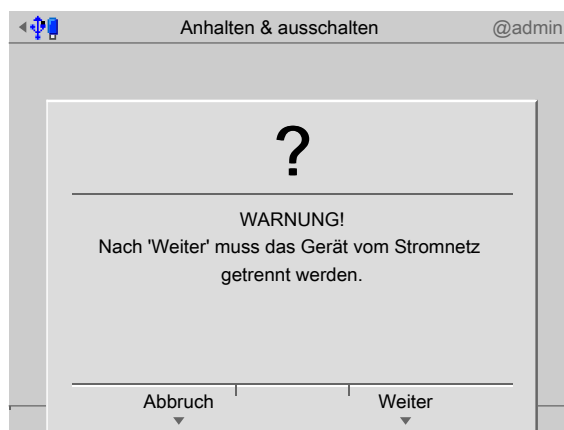 Anhalten & ausschalten @admin
?
WARNUNG!
Nach 'Weiter' muss das Gerät vom Stromnetz
getrennt werden.
Abbruch Weiter